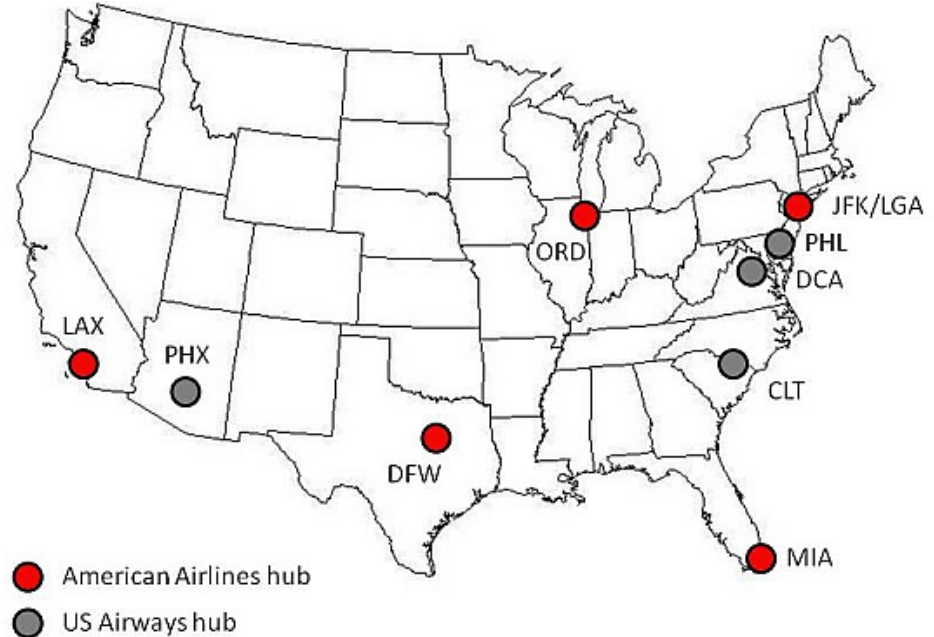 JFK/LGA
PHL
ORD
DCA
LAX
PHX
CLT
DFW
MIA
American Airlines hub
US Airways hub